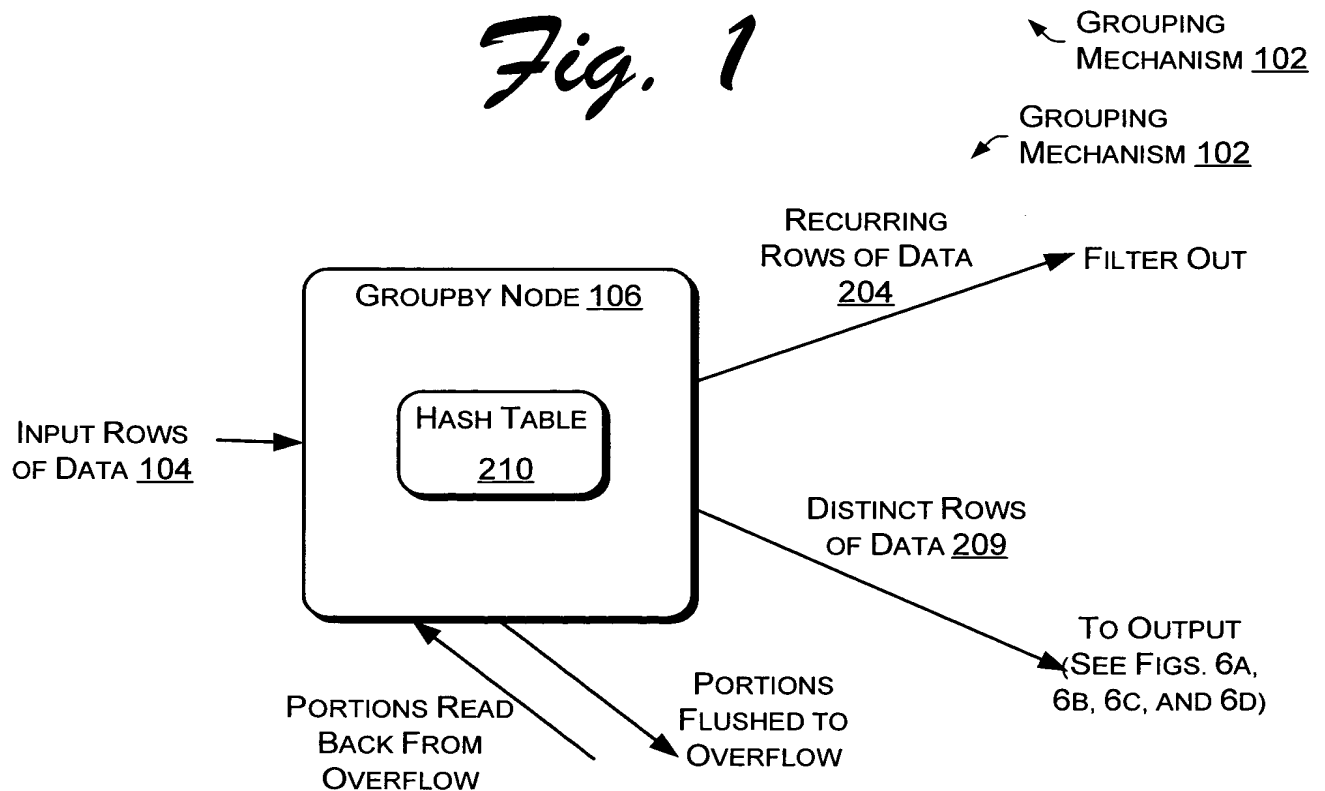 Fig. 1
GROUPING
MECHANISM 102
GROUPING
MECHANISM 102
RECURRING
ROWS OF DATA
204
FILTER OUT
GROUPBY NODE 106
HASH TABLE
210
INPUT ROWS
OF DATA 104
DISTINCT ROWS
OF DATA 209
TO OUTPUT
(SEE FIGS. 6A,
6B, 6C, AND 6D)
PORTIONS READ
BACK FROM
OVERFLOW
PORTIONS
FLUSHED TO
OVERFLOW